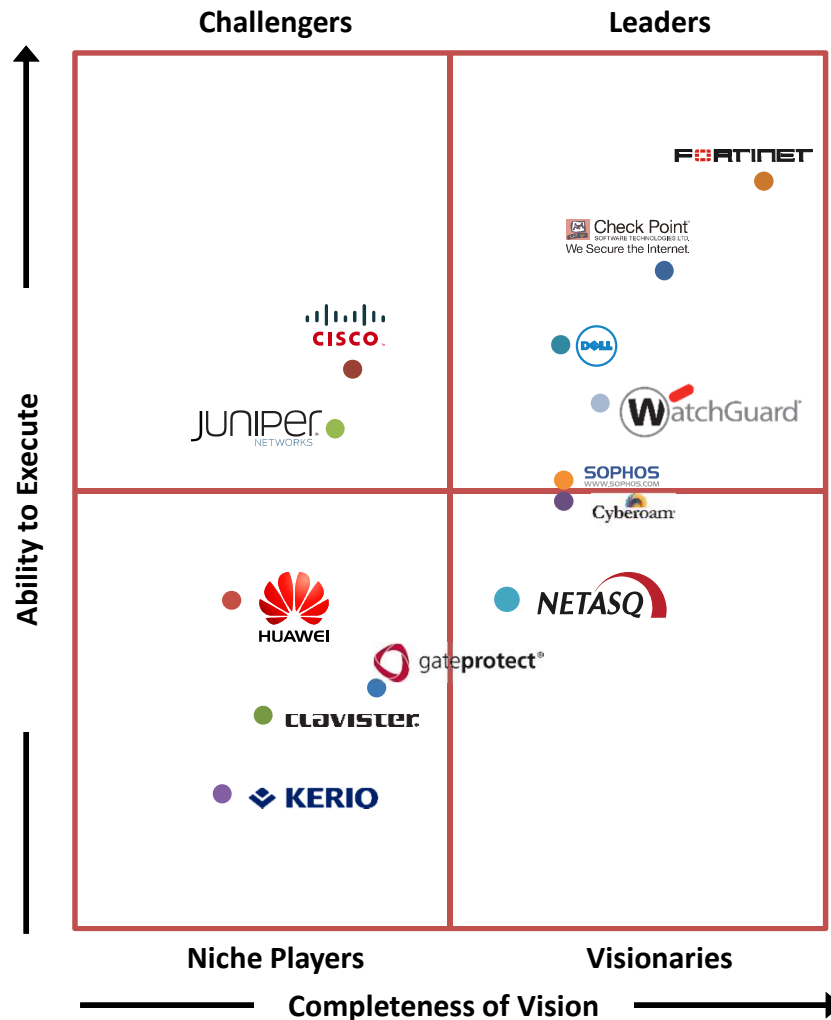 Challengers
Leaders
FORTINET
Check Point
SOFTWARE TECHNOLOGIES LTD.
We Secure the Internet.
CISCO
DELL
WatchGuard
JUNIPER
NETWORKS
Ability to Execute
SOPHOS
WWW.SOPHOS.COM
Cyberoam
HUAWEI
NETASQ
gateprotect®
CLAVISTER
KERIO
Niche Players
Visionaries
Completeness of Vision